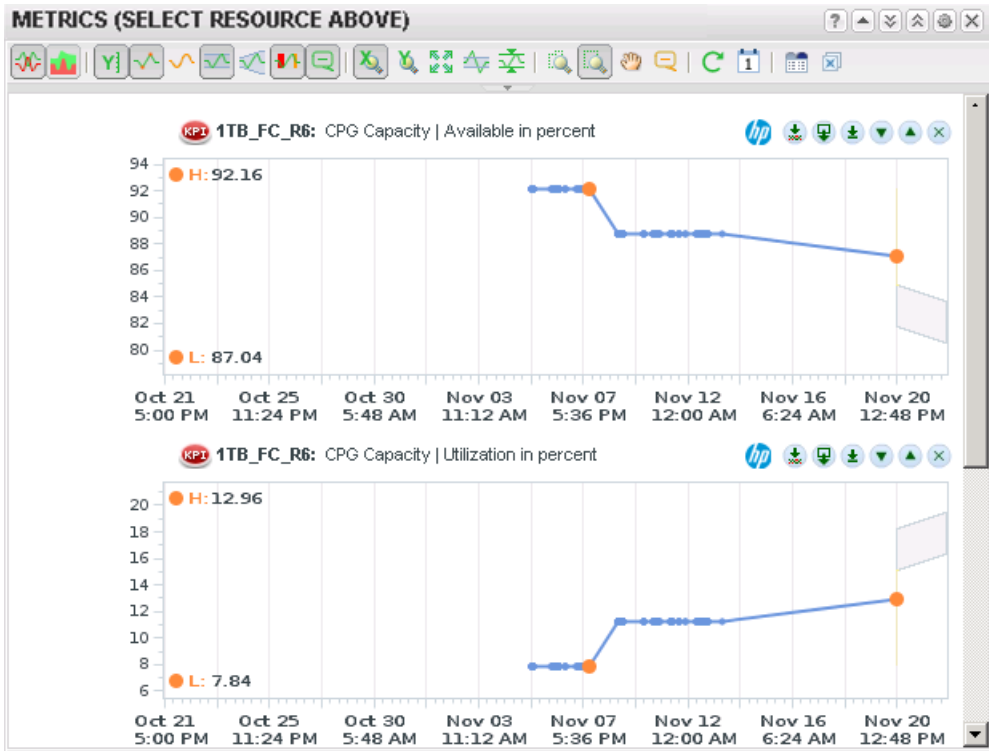 METRICS (SELECT RESOURCE ABOVE)
?
Y
Y
1
KPI 1TB_FC_R6: CPG Capacity | Available in percent
hp
94
H: 92.16
92
90
88
86
84
82
80
L: 87.04
Oct 21 Oct 25 Oct 30 Nov 03 Nov 07 Nov 12 Nov 16 Nov 20
5:00 PM 11:24 PM 5:48 AM 11:12 AM 5:36 PM 12:00 AM 6:24 AM 12:48 PM
KPI 1TB_FC_R6: CPG Capacity | Utilization in percent
hp
20
H: 12.96
18
16
14
12
10
8
6
L: 7.84
Oct 21 Oct 25 Oct 30 Nov 03 Nov 07 Nov 12 Nov 16 Nov 20
5:00 PM 11:24 PM 5:48 AM 11:12 AM 5:36 PM 12:00 AM 6:24 AM 12:48 PM